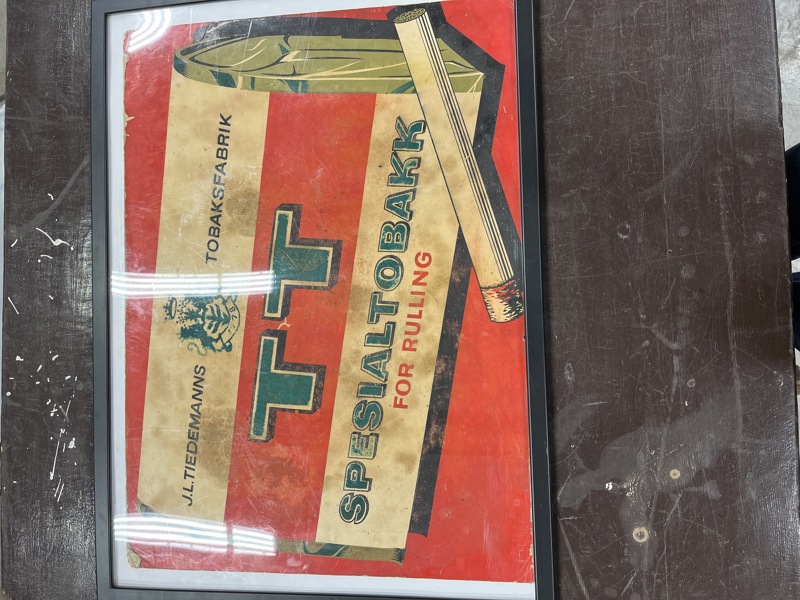 J.L.TIEDEMANNS TOBAKSFABRIK
TT
SPESIALTOBAKK
FOR RULLING